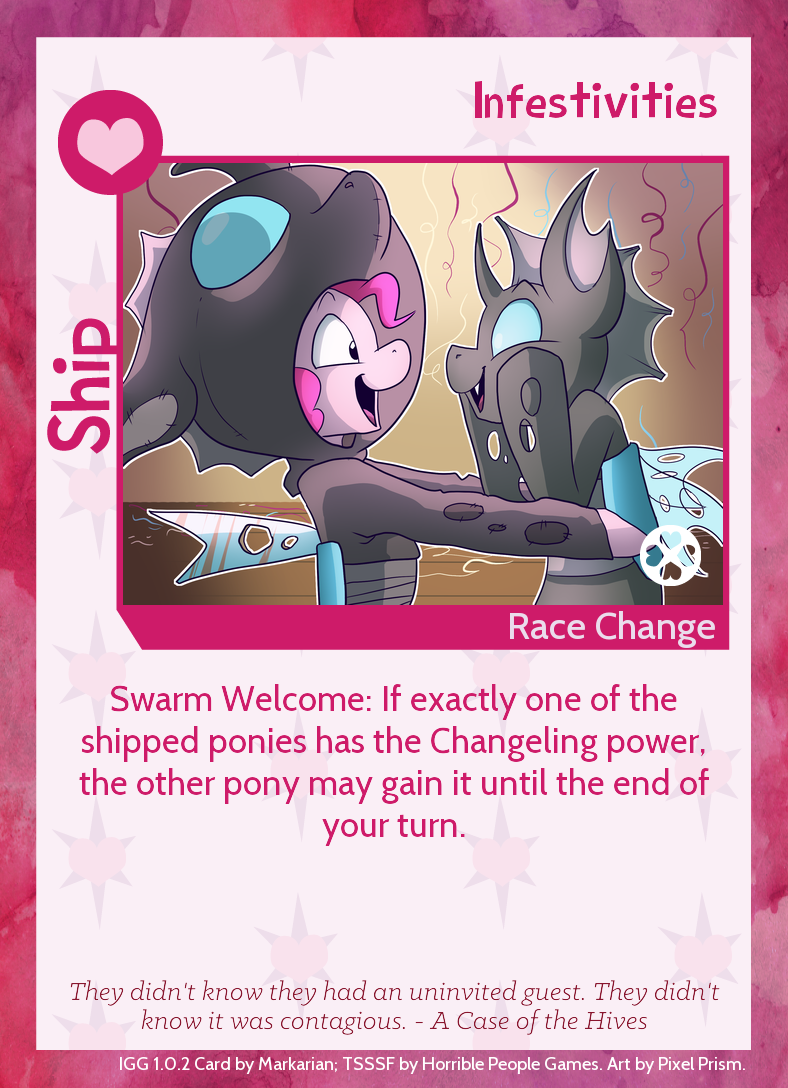 Infestivities
Ship
Race Change
Swarm Welcome: If exactly one of the
shipped ponies has the Changeling power,
the other pony may gain it until the end of
your turn.
They didn't know they had an uninvited guest. They didn't
know it was contagious. - A Case of the Hives
IGG 1.0.2 Card by Markarian; TSSSF by Horrible People Games. Art by Pixel Prism.